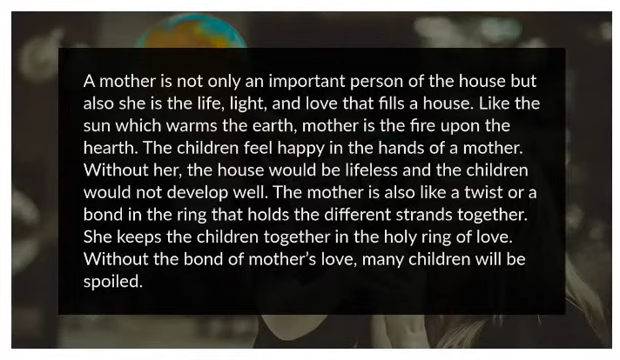 A mother is not only an important person of the house but
also she is the life, light, and love that fills a house. Like the
sun which warms the earth, mother is the fire upon the
hearth. The children feel happy in the hands of a mother.
Without her, the house would be lifeless and the children
would not develop well. The mother is also like a twist or a
bond in the ring that holds the different strands together.
She keeps the children together in the holy ring of love.
Without the bond of mother's love, many children will be
spoiled.